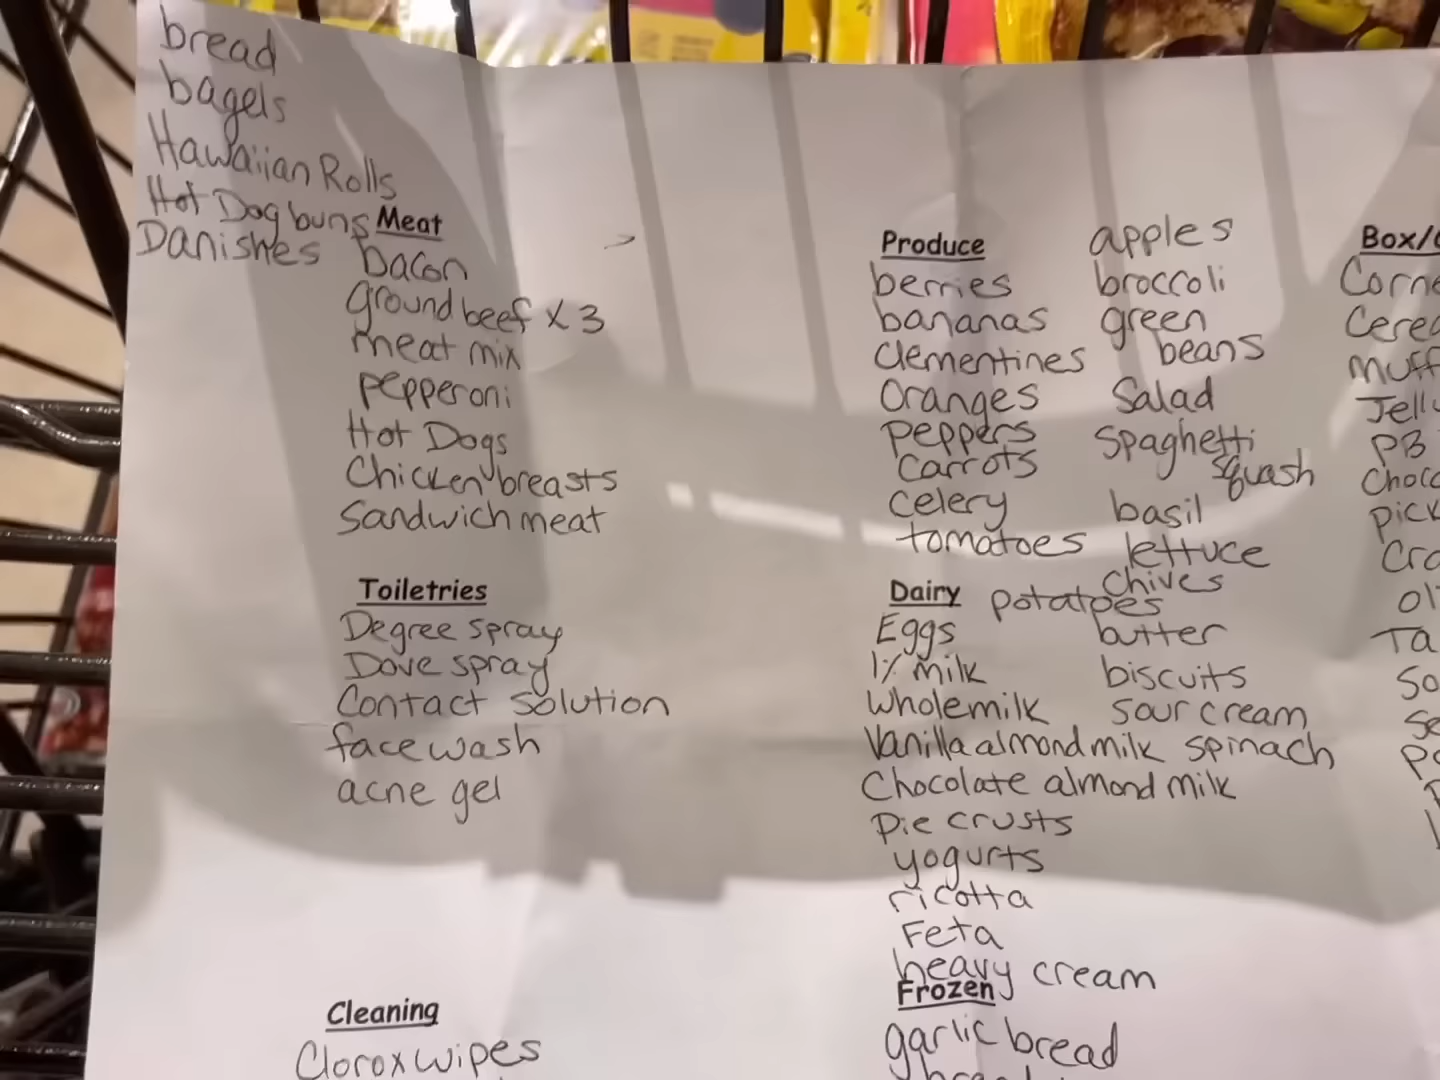 bread
bagels
Hawaiian Rolls
Hot Dog buns
Danishes
Meat
bacon
ground beef x 3
meat mix
pepperoni
Hot Dogs
Chicken breasts
Sandwich meat
Toiletries
Degree spray
Dove spray
Contact solution
face wash
acne gel
Cleaning
Clorox wipes
Produce
berries
bananas
Clementines
Oranges
Peppers
Carrots
Celery
tomatoes
potatoes
apples
broccoli
green
beans
Salad
Spaghetti
squash
basil
lettuce
chives
Dairy
Eggs
1% milk
Whole milk
Vanilla almond milk
Chocolate almond milk
Pie crusts
yogurts
ricotta
Feta
heavy cream
butter
biscuits
sour cream
spinach
Frozen
garlic bread
Box/
PB